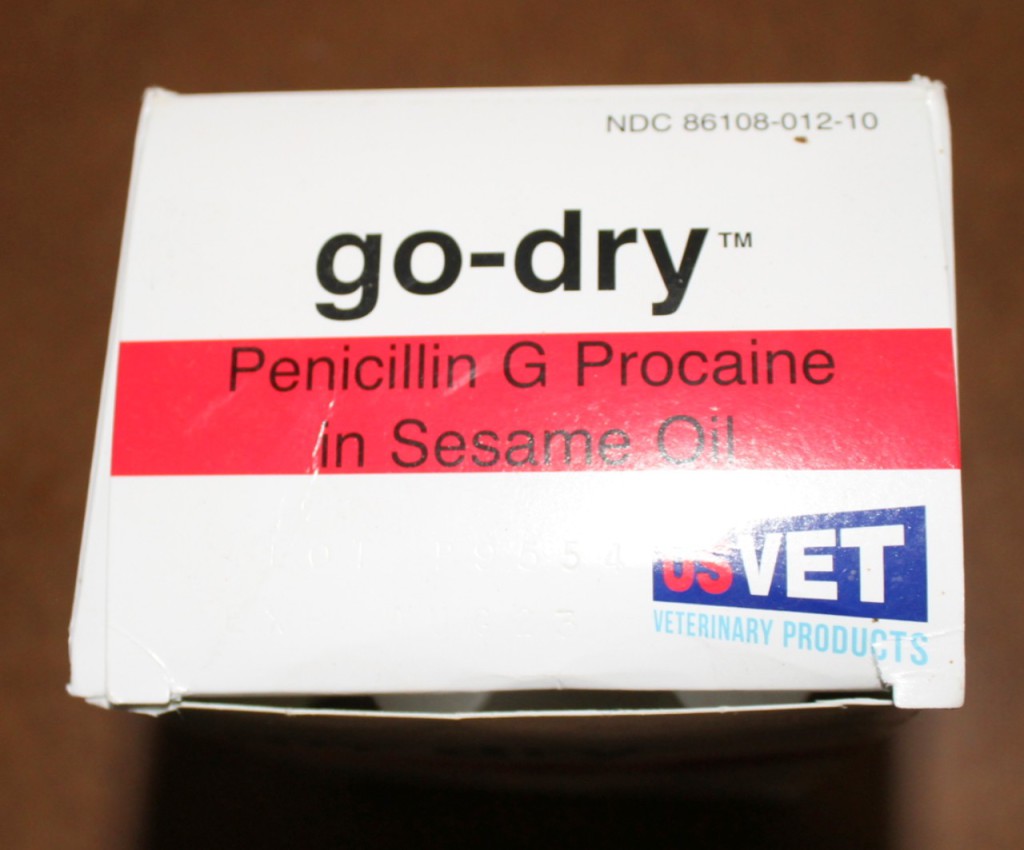 NDC 86108-012-10
go-dry™
Penicillin G Procaine
in Sesame Oil
USVET
VETERINARY PRODUCTS